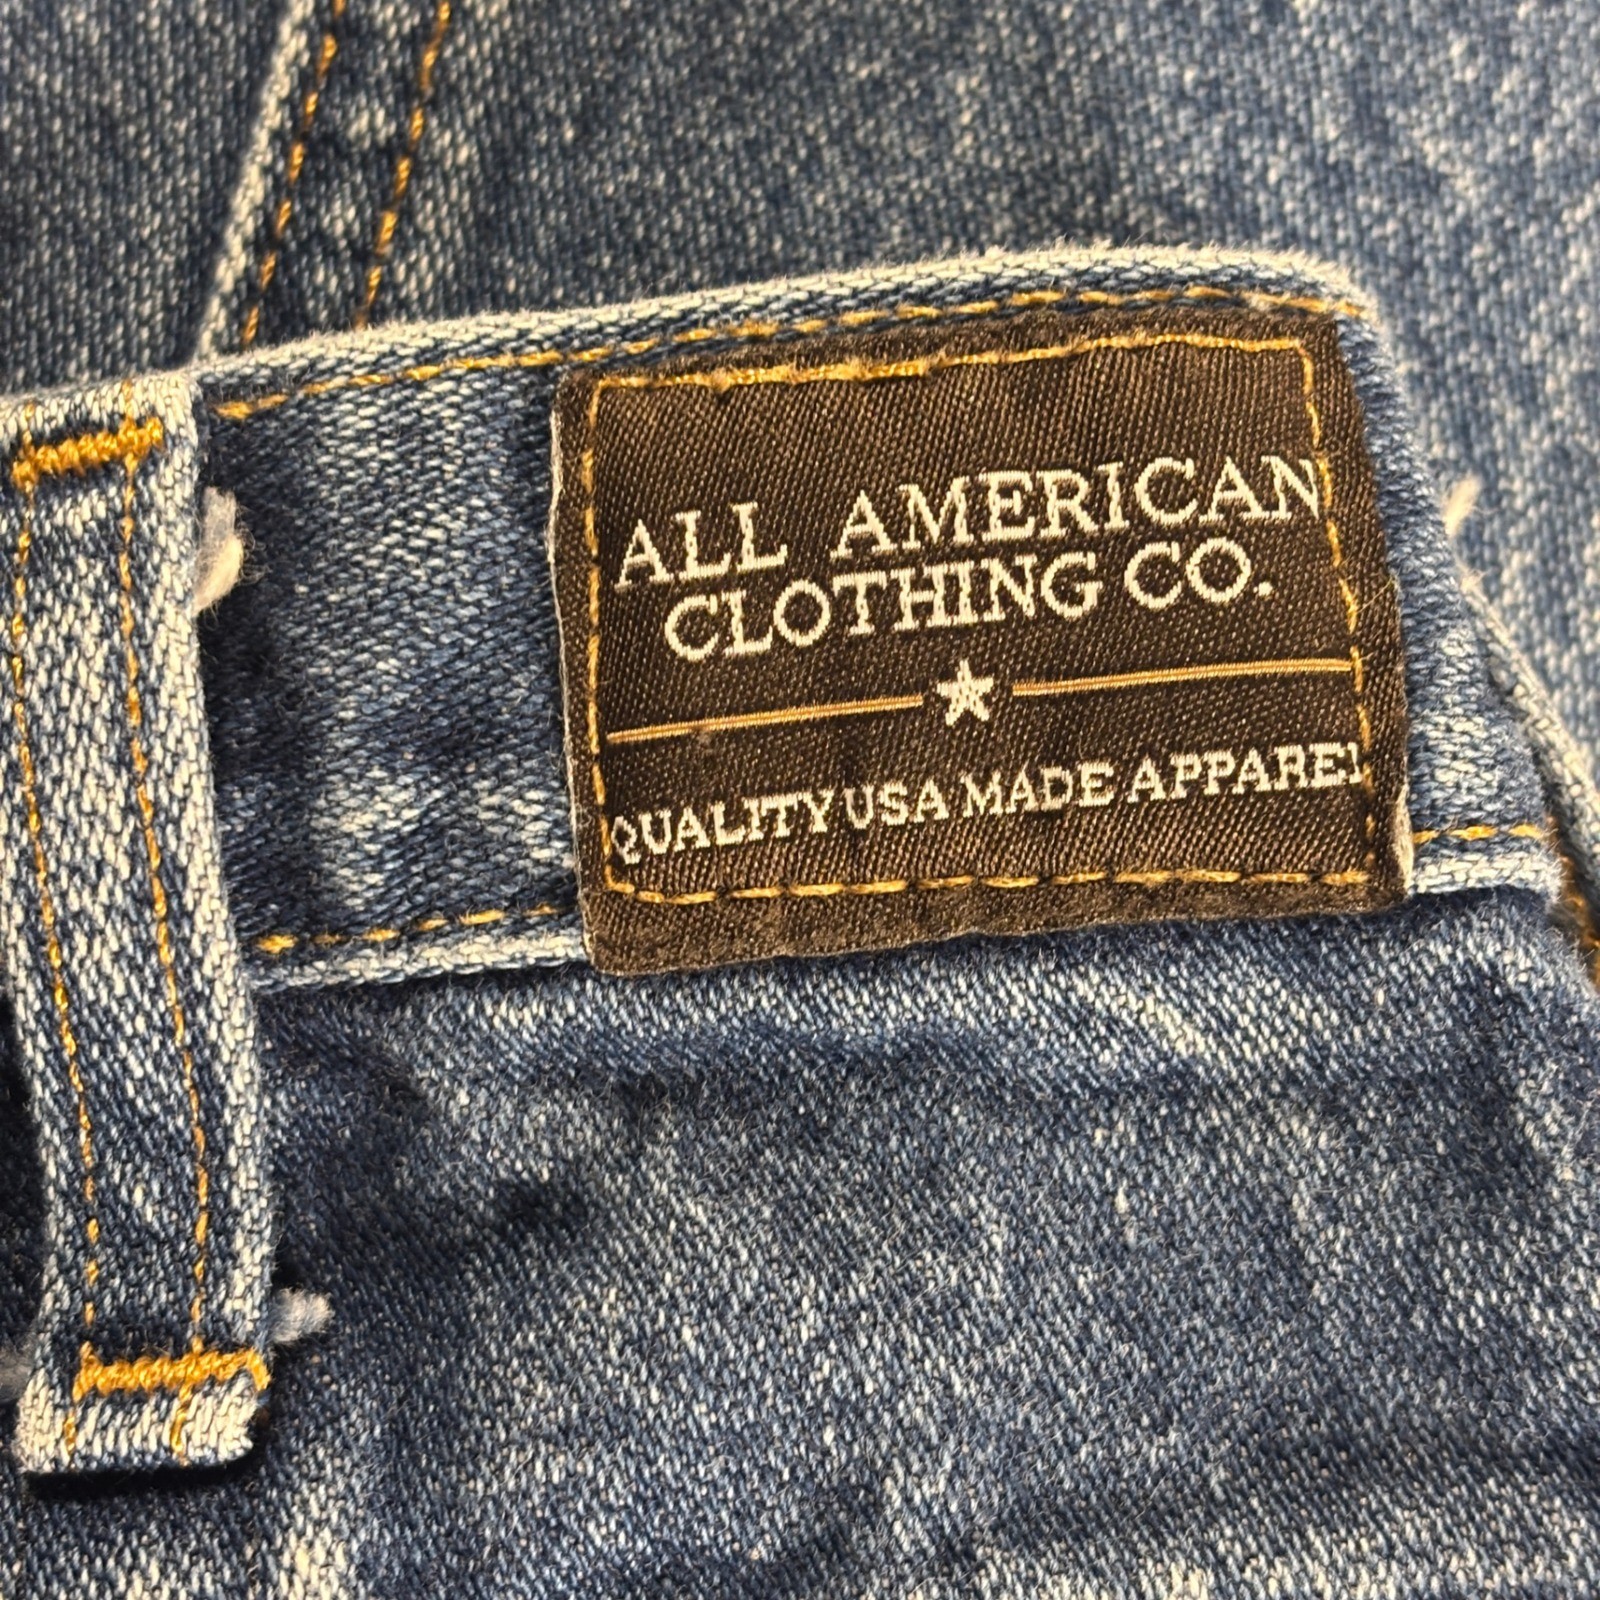 ALL AMERICAN
CLOTHING CO.
QUALITY USA MADE APPAREL